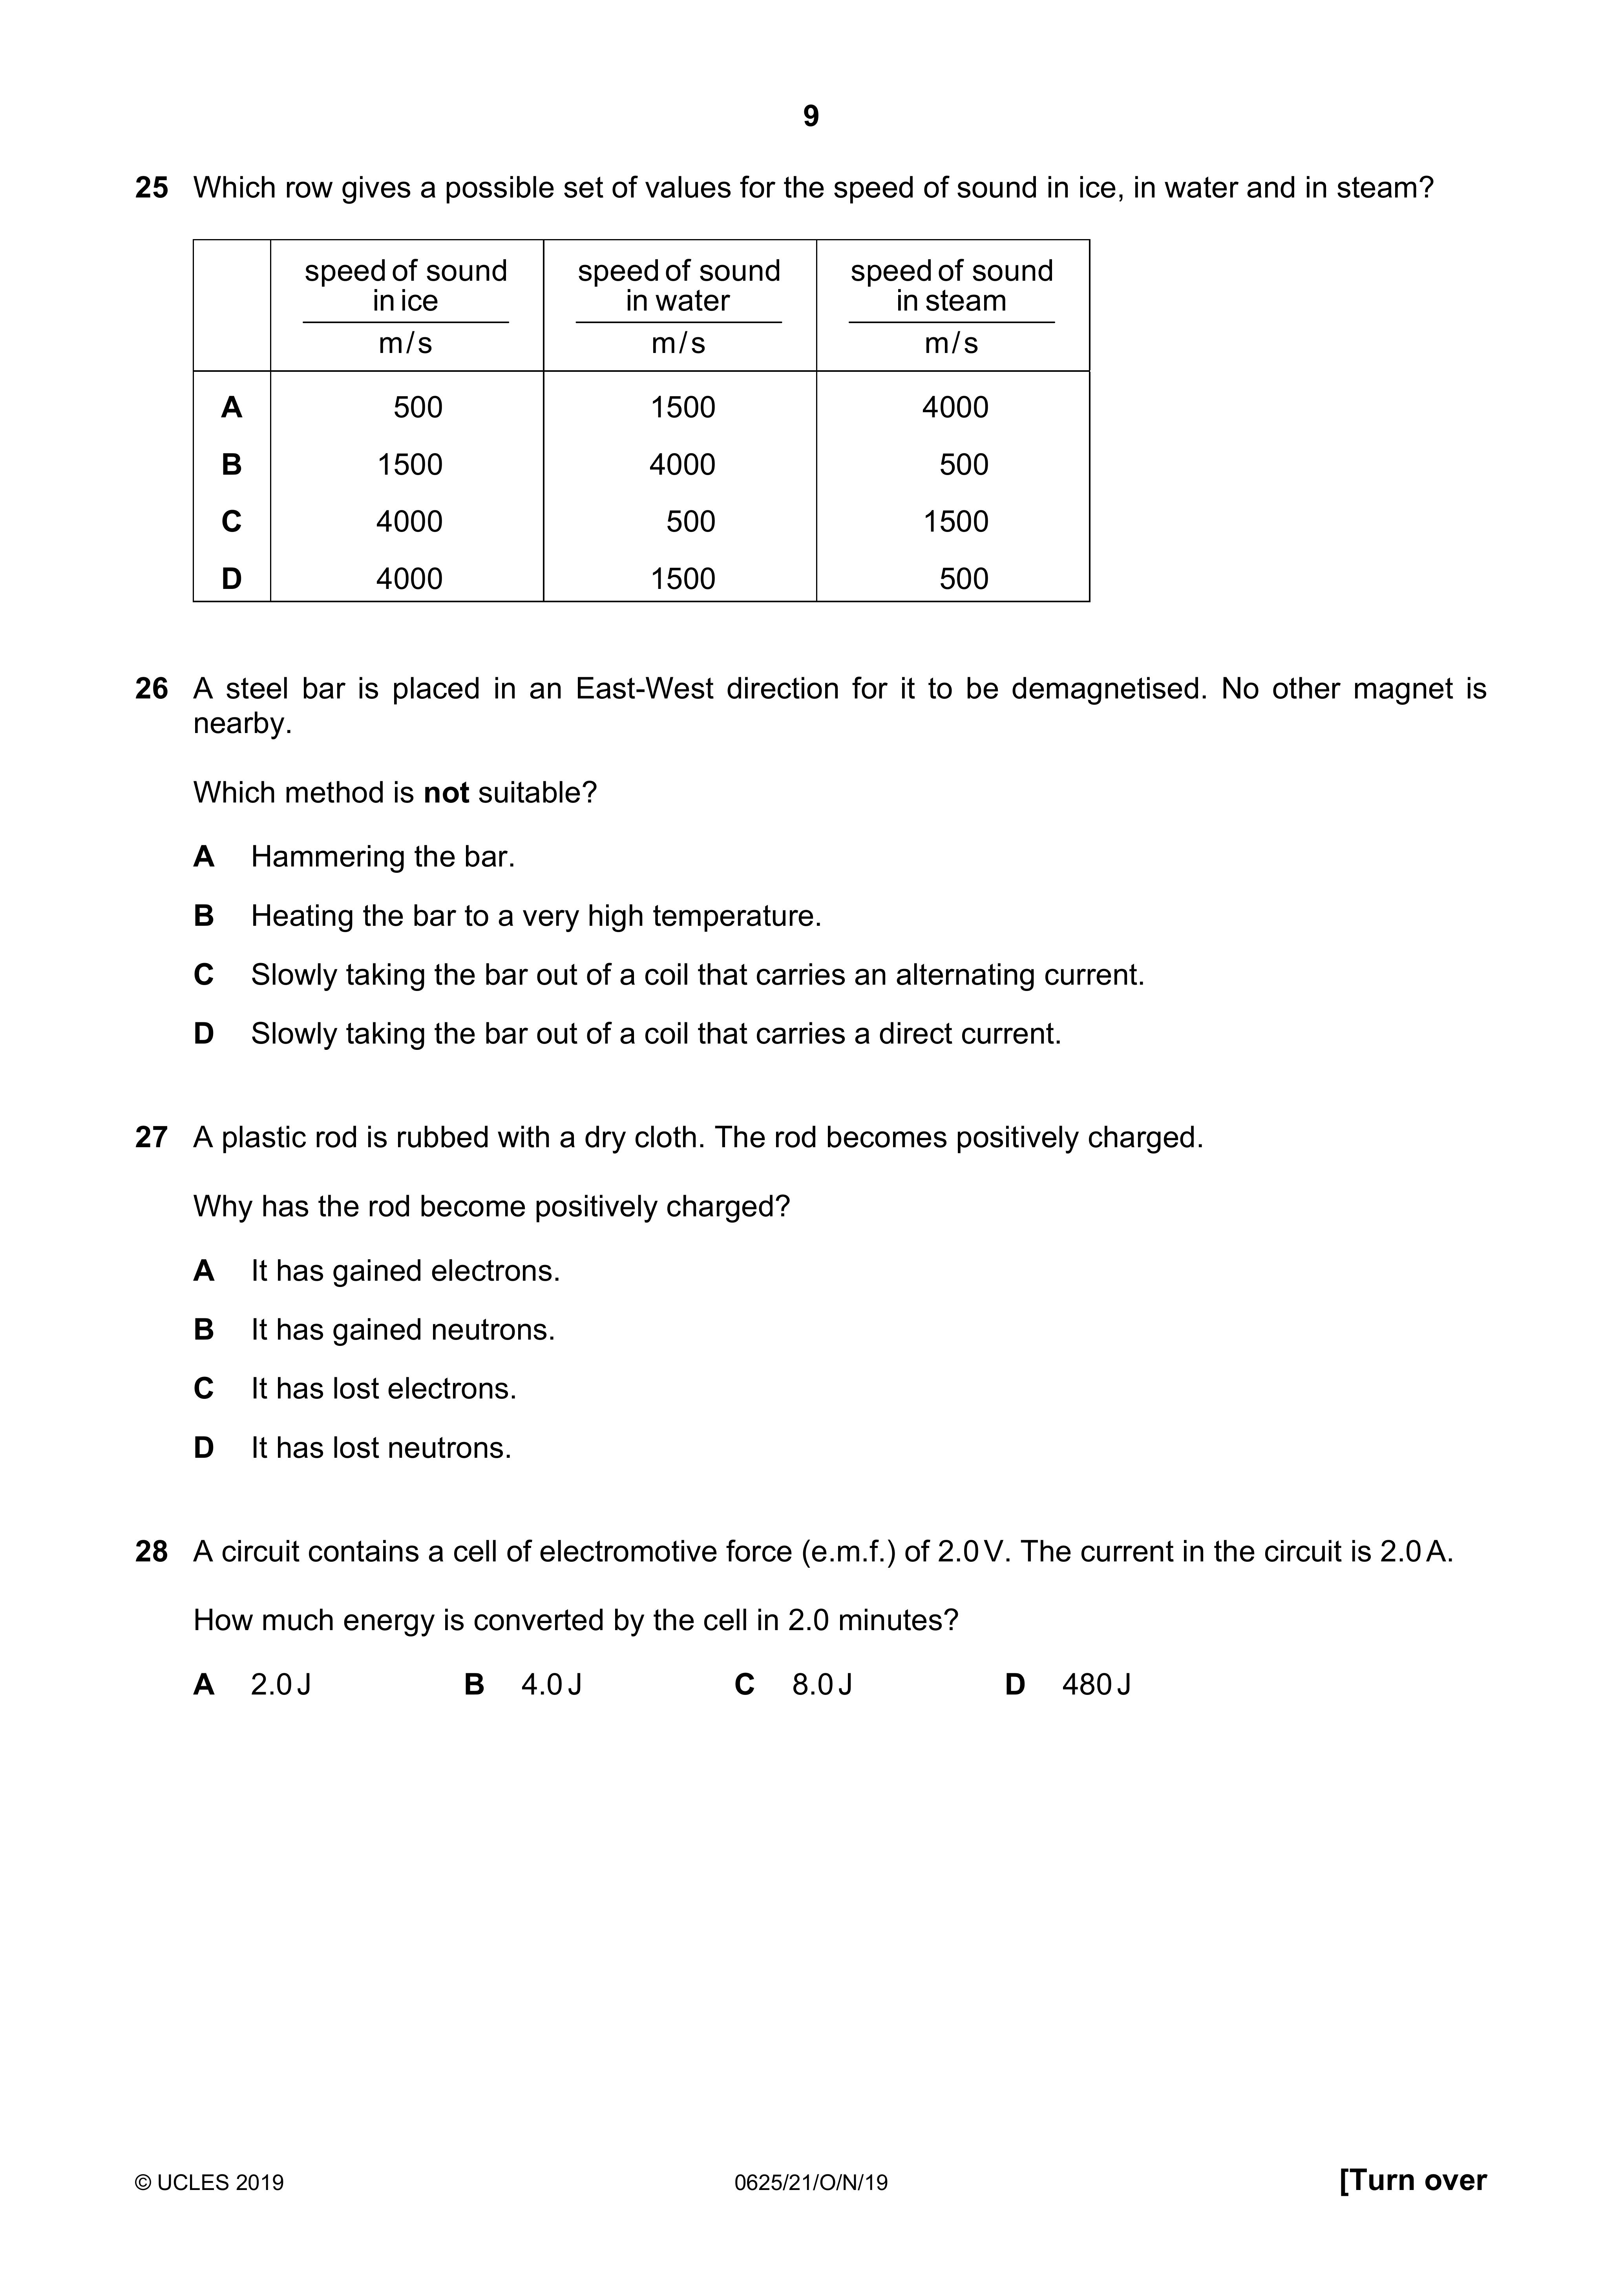 9
25 Which row gives a possible set of values for the speed of sound in ice, in water and in steam?
speed of sound in ice m/s speed of sound in water m/s speed of sound in steam m/s
A 500 1500 4000
B 1500 4000 500
C 4000 500 1500
D 4000 1500 500
26 A steel bar is placed in an East-West direction for it to be demagnetised. No other magnet is
nearby.
Which method is not suitable?
A Hammering the bar.
B Heating the bar to a very high temperature.
C Slowly taking the bar out of a coil that carries an alternating current.
D Slowly taking the bar out of a coil that carries a direct current.
27 A plastic rod is rubbed with a dry cloth. The rod becomes positively charged.
Why has the rod become positively charged?
A It has gained electrons.
B It has gained neutrons.
C It has lost electrons.
D It has lost neutrons.
28 A circuit contains a cell of electromotive force (e.m.f.) of 2.0 V. The current in the circuit is 2.0 A.
How much energy is converted by the cell in 2.0 minutes?
A 2.0 J B 4.0 J C 8.0 J D 480 J
© UCLES 2019 0625/21/O/N/19 [Turn over